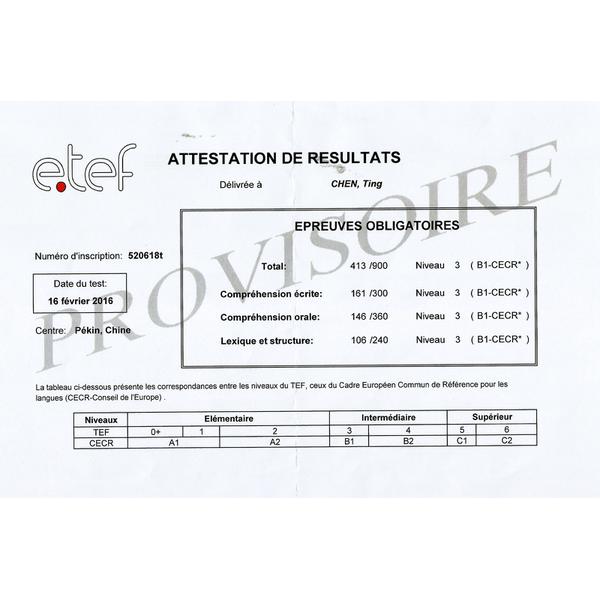 PROVISOIRE
e.tef
ATTESTATION DE RESULTATS
Délivrée à CHEN, Ting
EPREUVES OBLIGATOIRES
Numéro d'inscription: 520618t
Total: 413 /900 Niveau 3 ( B1-CECR* )
Date du test:
16 février 2016
Compréhension écrite: 161 /300 Niveau 3 ( B1-CECR* )
Compréhension orale: 146 /360 Niveau 3 ( B1-CECR* )
Centre: Pékin, Chine
Lexique et structure: 106 /240 Niveau 3 ( B1-CECR* )
La tableau ci-dessous présente les correspondances entre les niveaux du TEF, ceux du Cadre Européen Commun de Référence pour les
langues (CECR-Conseil de l'Europe) .
Niveaux Elémentaire Intermédiaire Supérieur
TEF 0+ 1 2 3 4 5 6
CECR A1 A2 B1 B2 C1 C2